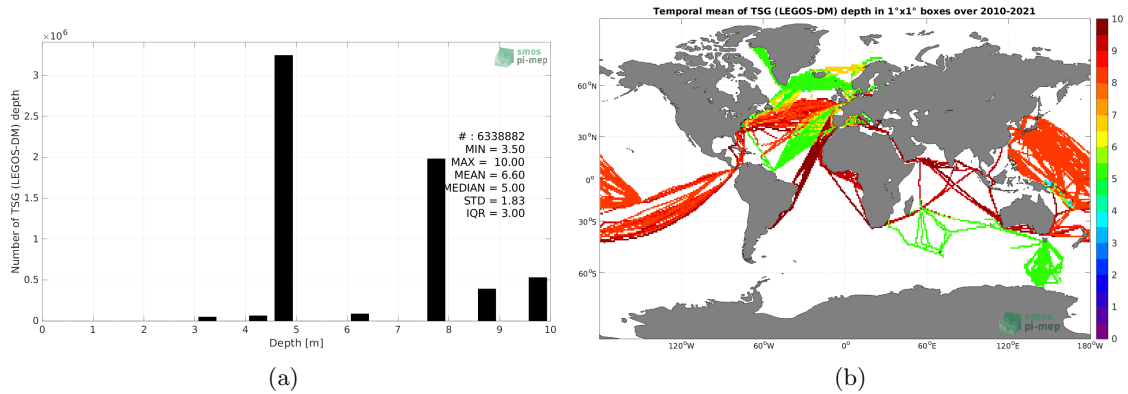 ×10⁶
smos
pi-mep
Number of TSG (LEGOS-DM) depth
3
2.5
2
1.5
1
0.5
0
# : 6338882
MIN = 3.50
MAX = 10.00
MEAN = 6.60
MEDIAN = 5.00
STD = 1.83
IQR = 3.00
0 1 2 3 4 5 6 7 8 9 10
Depth [m]
(a)
Temporal mean of TSG (LEGOS-DM) depth in 1°x1° boxes over 2010-2021
60°N
30°N
0°
30°S
60°S
120°W 60°W 0° 60°E 120°E 180°W
10
9
8
7
6
5
4
3
2
1
0
smos
pi-mep
(b)